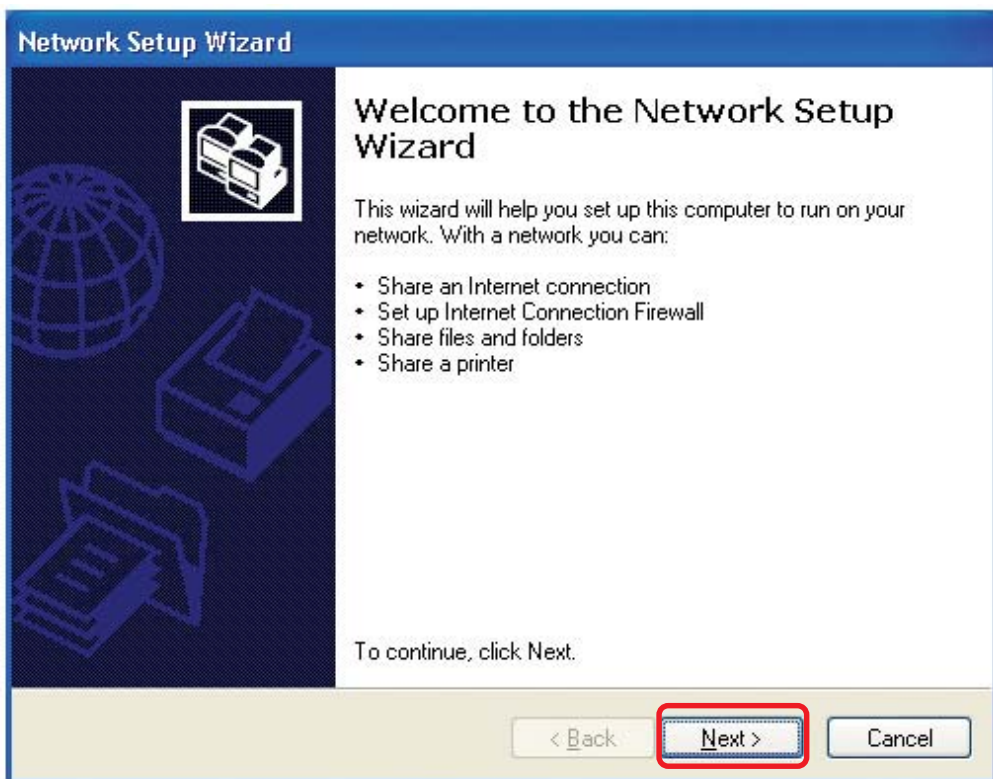 Network Setup Wizard
Welcome to the Network Setup
Wizard
This wizard will help you set up this computer to run on your
network. With a network you can:
• Share an Internet connection
• Set up Internet Connection Firewall
• Share files and folders
• Share a printer
To continue, click Next.
< Back Next > Cancel